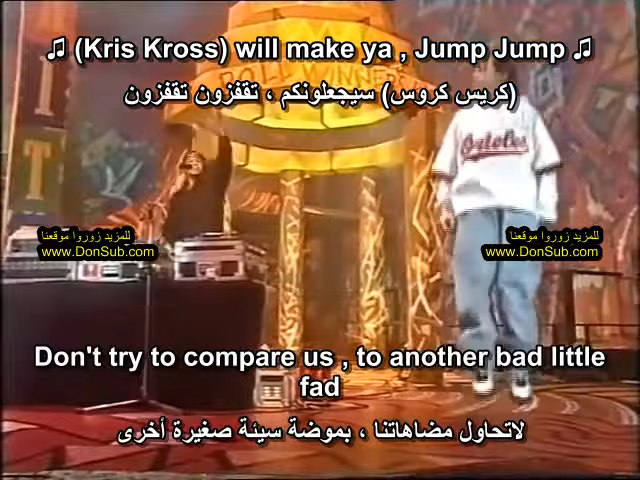 ♫ (Kris Kross) will make ya , Jump Jump ♫
(كريس كروس) سيجعلونكم ، تقفزون تقفزون
Orioles
للمزيد زوروا موقعنا
www.DonSub.com
للمزيد زوروا موقعنا
www.DonSub.com
Don't try to compare us , to another bad little
fad
لاتحاول مضاهاتنا ، بموضة سيئة صغيرة أخرى